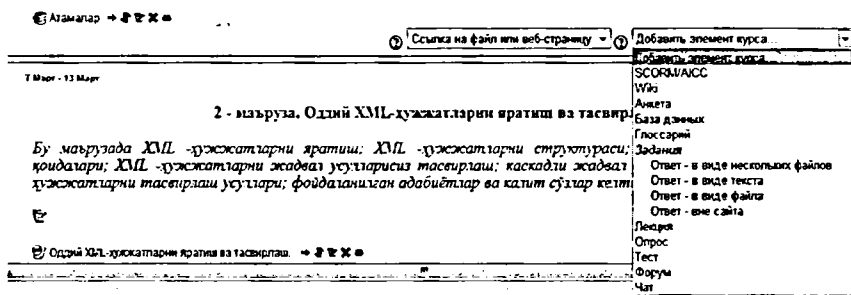 Атамалар
Ссылка на файл или веб-страницу
Добавить элемент курса...
Добавить элемент курса...
7 Март - 13 Март
SCORM/AICC
Wiki
Анкета
База данных
Глоссарий
Задания
Ответ - в виде нескольких файлов
Ответ - в виде текста
Ответ - в виде файла
Ответ - вне сайта
Лекция
Опрос
Тест
Форум
Чат
2 - маъруза. Оддий XML-ҳужжатларни яратиш ва тасвир
Бу маърузада XML -ҳужжатларни яратиш; XML -ҳужжатларни структураси;
қоидалари; XML -ҳужжатларни жадвал усулларисиз тасвирлаш; каскадли жадвал
ҳужжатларни тасвирлаш усуллари; фойдаланилган адабиётлар ва калит сўзлар келти
Оддий XML-ҳужжатларни яратиш ва тасвирлаш.